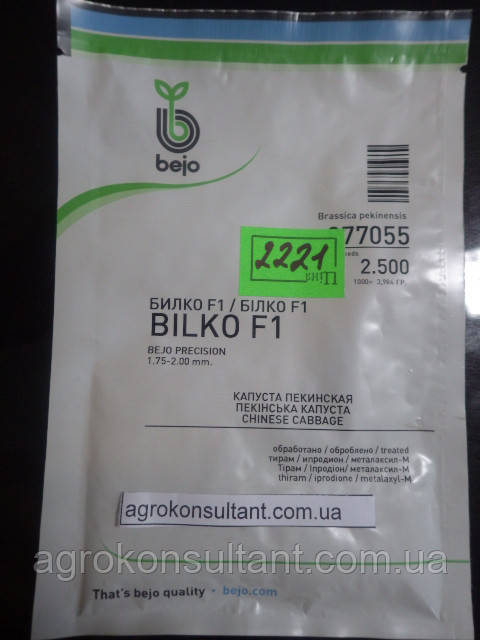 bejo
Brassica pekinensis
77055
2221
Ціна
2.500
1000= 3,984 ГР.
БИЛКО F1 / БІЛКО F1
BILKO F1
BEJO PRECISION
1.75-2.00 mm.
КАПУСТА ПЕКИНСКАЯ
ПЕКІНСЬКА КАПУСТА
CHINESE CABBAGE
обработано / оброблено / treated
тирам / ипродион / металаксил-М
Тірам / Іпродіон/ металаксил-М
thiram / iprodione / metalaxyl-M
agrokonsultant.com.ua
agrokonsultant.com.ua
That's bejo quality · bejo.com